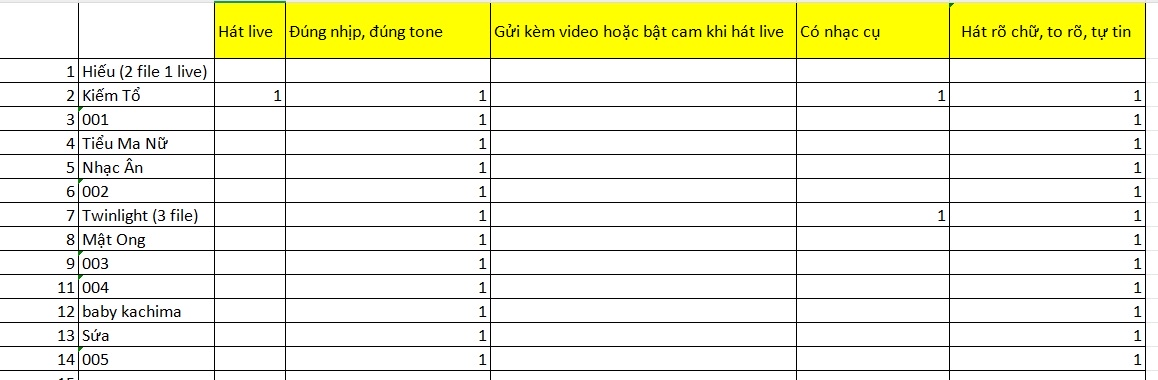 Hát live Đúng nhịp, đúng tone Gửi kèm video hoặc bật cam khi hát live Có nhạc cụ Hát rõ chữ, to rõ, tự tin
1 Hiếu (2 file 1 live)
2 Kiếm Tổ 1 1 1 1
3 001 1 1
4 Tiểu Ma Nữ 1 1
5 Nhạc Ân 1 1
6 002 1 1
7 Twinlight (3 file) 1 1 1
8 Mật Ong 1 1
9 003 1 1
11 004 1 1
12 baby kachima 1 1
13 Sứa 1 1
14 005 1 1